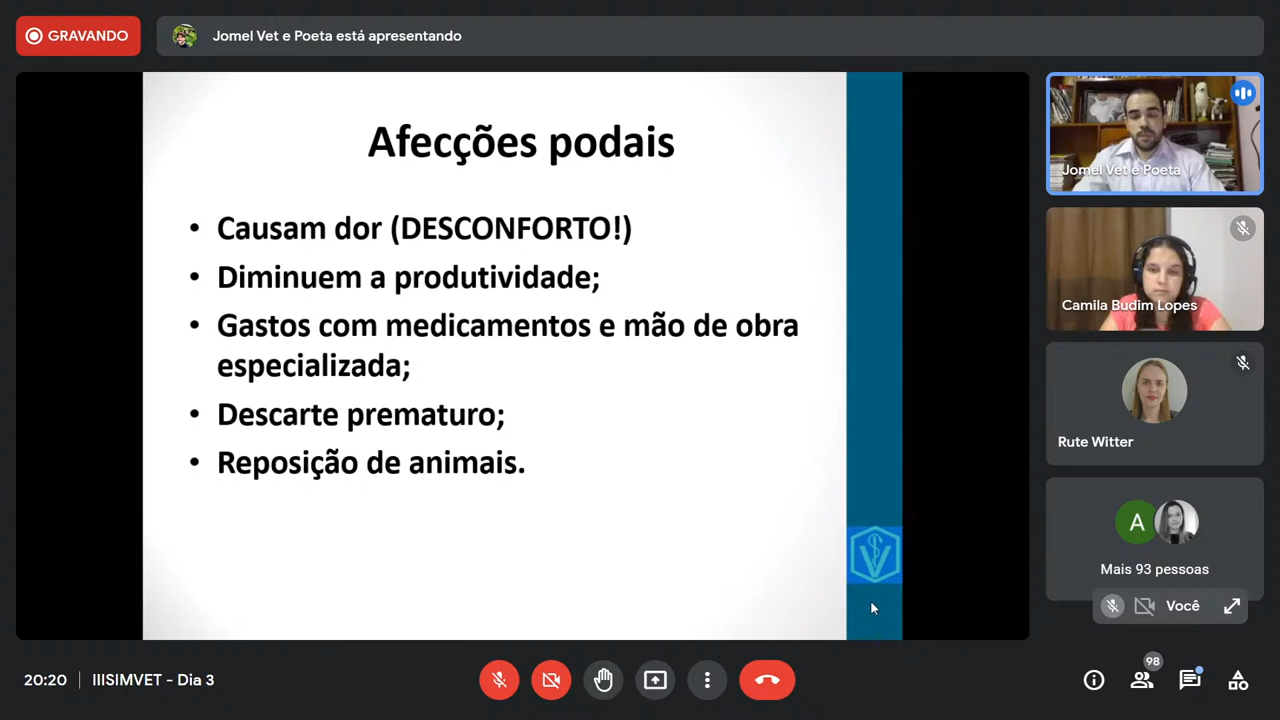 GRAVANDO
Jomel Vet e Poeta está apresentando
Afecções podais
• Causam dor (DESCONFORTO!)
• Diminuem a produtividade;
• Gastos com medicamentos e mão de obra
especializada;
• Descarte prematuro;
• Reposição de animais.
V
Jomel Vet e Poeta
Camila Budim Lopes
Rute Witter
A
Mais 93 pessoas
Você
20:20 | IIISIMVET - Dia 3
98